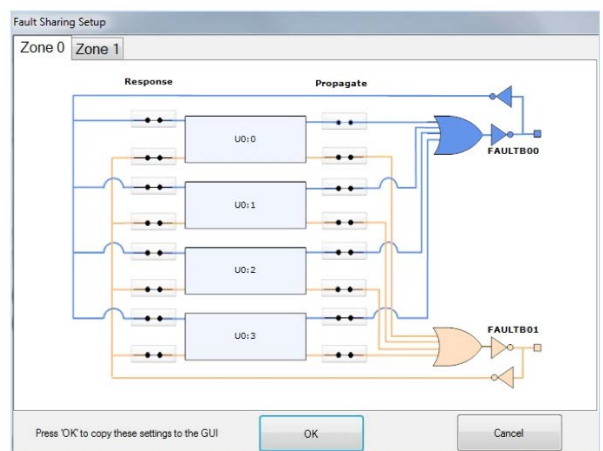 Fault Sharing Setup
Zone 0 Zone 1
Response Propagate
U0:0
FAULTB00
U0:1
U0:2
U0:3
FAULTB01
Press 'OK' to copy these settings to the GUI OK Cancel